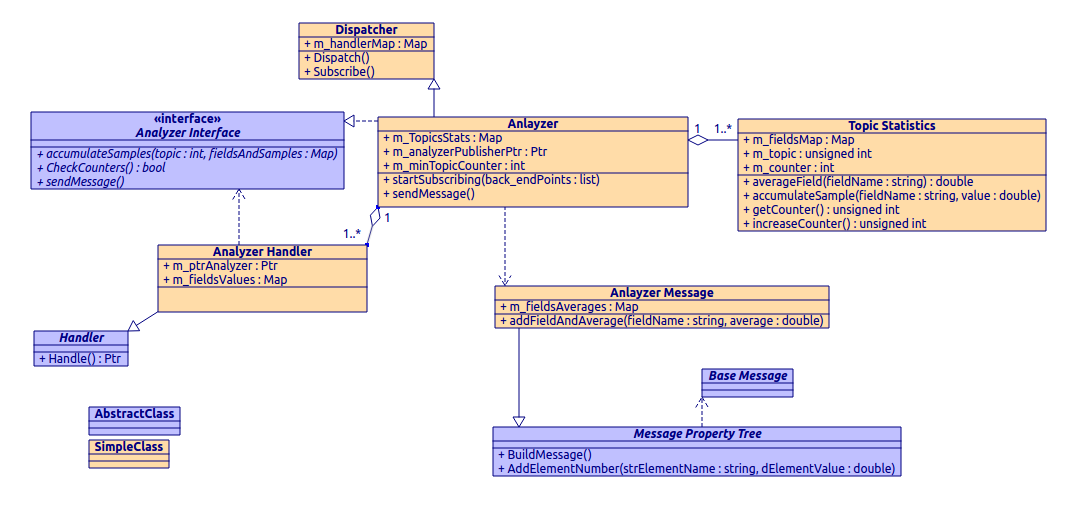 Dispatcher
+ m_handlerMap : Map
+ Dispatch()
+ Subscribe()
«interface»
Analyzer Interface
+ accumulateSamples(topic : int, fieldsAndSamples : Map)
+ CheckCounters() : bool
+ sendMessage()
Anlayzer
+ m_TopicsStats : Map
+ m_analyzerPublisherPtr : Ptr
+ m_minTopicCounter : int
+ startSubscribing(back_endPoints : list)
+ sendMessage()
1
1..*
Topic Statistics
+ m_fieldsMap : Map
+ m_topic : unsigned int
+ m_counter : int
+ averageField(fieldName : string) : double
+ accumulateSample(fieldName : string, value : double)
+ getCounter() : unsigned int
+ increaseCounter() : unsigned int
1
1..*
Analyzer Handler
+ m_ptrAnalyzer : Ptr
+ m_fieldsValues : Map
Handler
+ Handle() : Ptr
Anlayzer Message
+ m_fieldsAverages : Map
+ addFieldAndAverage(fieldName : string, average : double)
Base Message
Message Property Tree
+ BuildMessage()
+ AddElementNumber(strElementName : string, dElementValue : double)
AbstractClass
SimpleClass